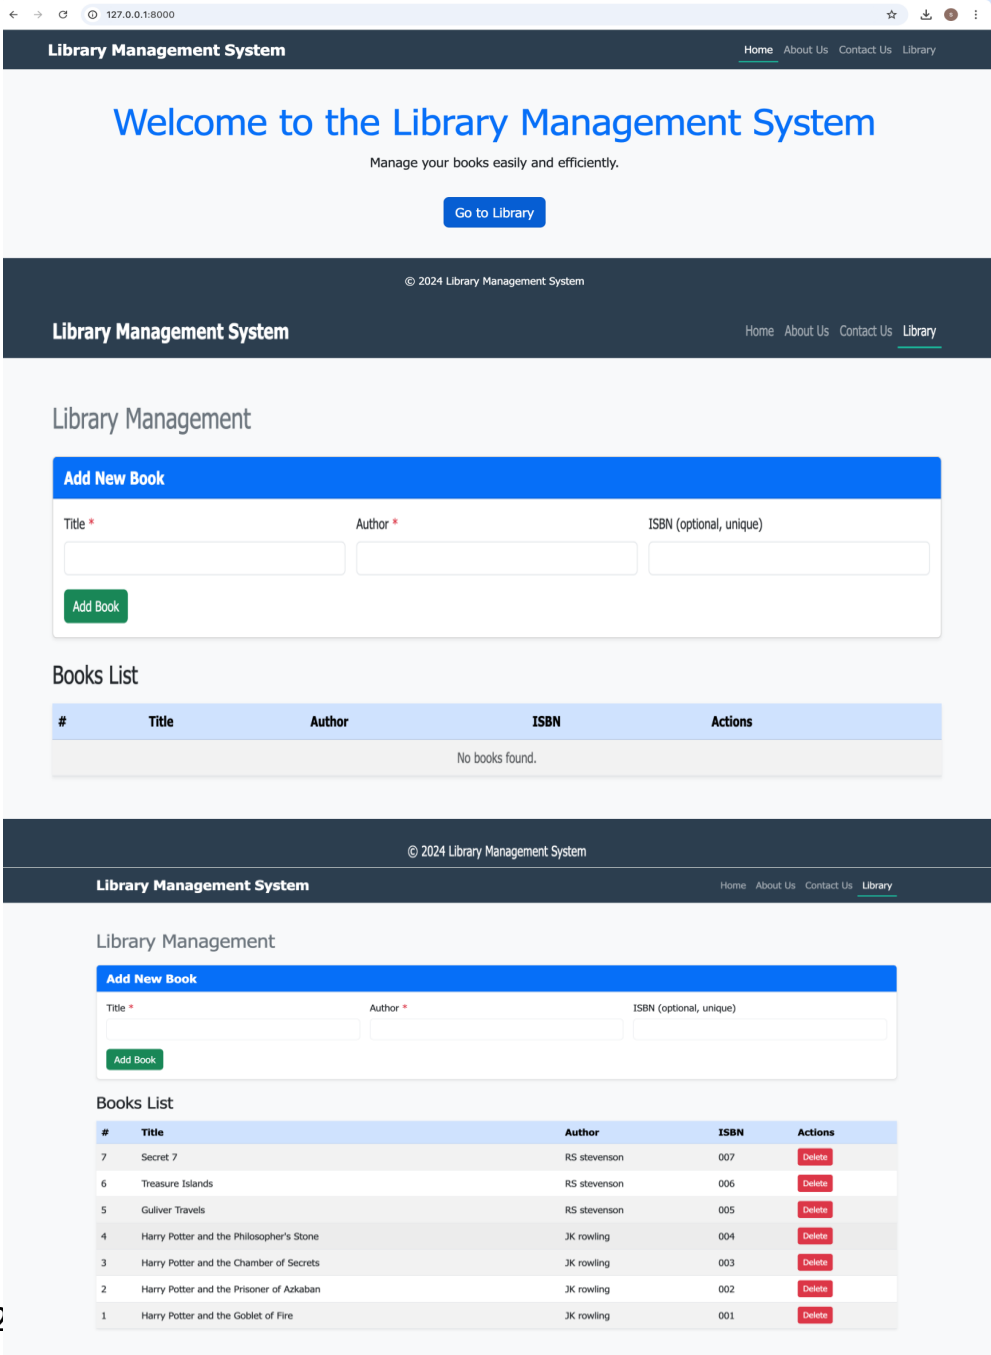 127.0.0.1:8000
Library Management System Home About Us Contact Us Library
Welcome to the Library Management System
Manage your books easily and efficiently.
Go to Library
© 2024 Library Management System
Library Management System Home About Us Contact Us Library
Library Management
Add New Book
Title * Author * ISBN (optional, unique)
Add Book
Books List
# Title Author ISBN Actions
No books found.
© 2024 Library Management System
Library Management System Home About Us Contact Us Library
Library Management
Add New Book
Title * Author * ISBN (optional, unique)
Add Book
Books List
# Title Author ISBN Actions
7 Secret 7 RS stevenson 007 Delete
6 Treasure Islands RS stevenson 006 Delete
5 Guliver Travels RS stevenson 005 Delete
4 Harry Potter and the Philosopher's Stone JK rowling 004 Delete
3 Harry Potter and the Chamber of Secrets JK rowling 003 Delete
2 Harry Potter and the Prisoner of Azkaban JK rowling 002 Delete
1 Harry Potter and the Goblet of Fire JK rowling 001 Delete